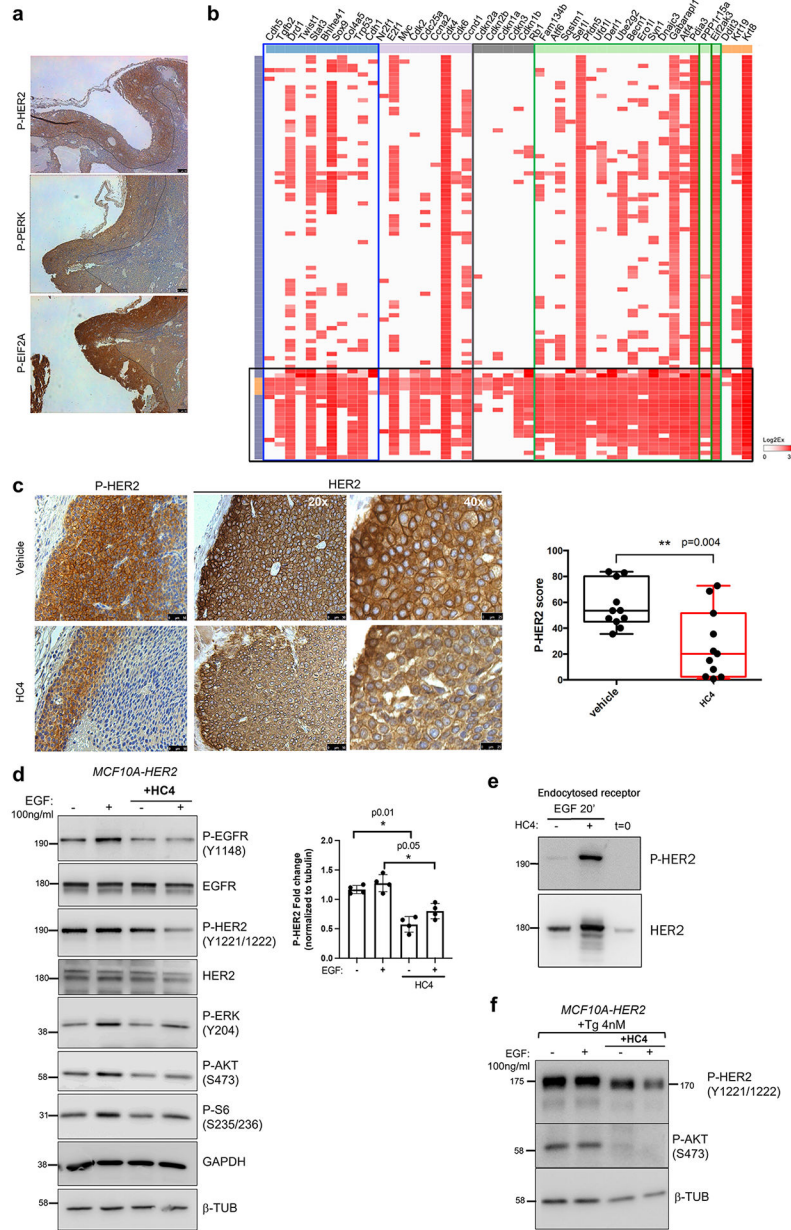 a
P-HER2
P-PERK
P-EIF2A
b
Cdh5
Tgfb2
Twist1
Stat3
Bhlhe41
Sox9
Col4a5
Trp53
Cdh1
Nr2f1
E2f1
Myc
Cdk2
Cdc25a
Ccna2
Cdk4
Cdk6
Ccnd1
Cdkn2a
Cdkn2b
Cdkn1a
Cdkn3
Cdkn1b
Rb1
Fam134b
Atf6
Sqstm1
Sel1l
Ufd1l
Derl1
Ube2g2
Becn1
Ero1l
Dnajc3
Gabarapl1
Atf4
Pdia3
PPP1r15a
Eif2ak3
Ddit3
Krt19
Krt8
Log2Ex
0 3
c
P-HER2 HER2
20x 40x
Vehicle
HC4
** p=0.004
P-HER2 score
100
80
60
40
20
0
vehicle HC4
d
MCF10A-HER2
+HC4
EGF: - + - +
100ng/ml
190 P-EGFR
(Y1148)
180 EGFR
190 P-HER2
(Y1221/1222)
180 HER2
38 P-ERK
(Y204)
58 P-AKT
(S473)
31 P-S6
(S235/236)
38 GAPDH
58 β-TUB
p0.01
*
p0.05
*
P-HER2 Fold change
(normalized to tubulin)
2.0
1.5
1.0
0.5
0.0
EGF: - + - +
HC4
e
Endocytosed receptor
EGF 20'
HC4: - + t=0
190 P-HER2
180 HER2
f
MCF10A-HER2
+Tg 4nM
+HC4
EGF: - + - +
100ng/ml
175 170 P-HER2
(Y1221/1222)
58 P-AKT
(S473)
58 β-TUB